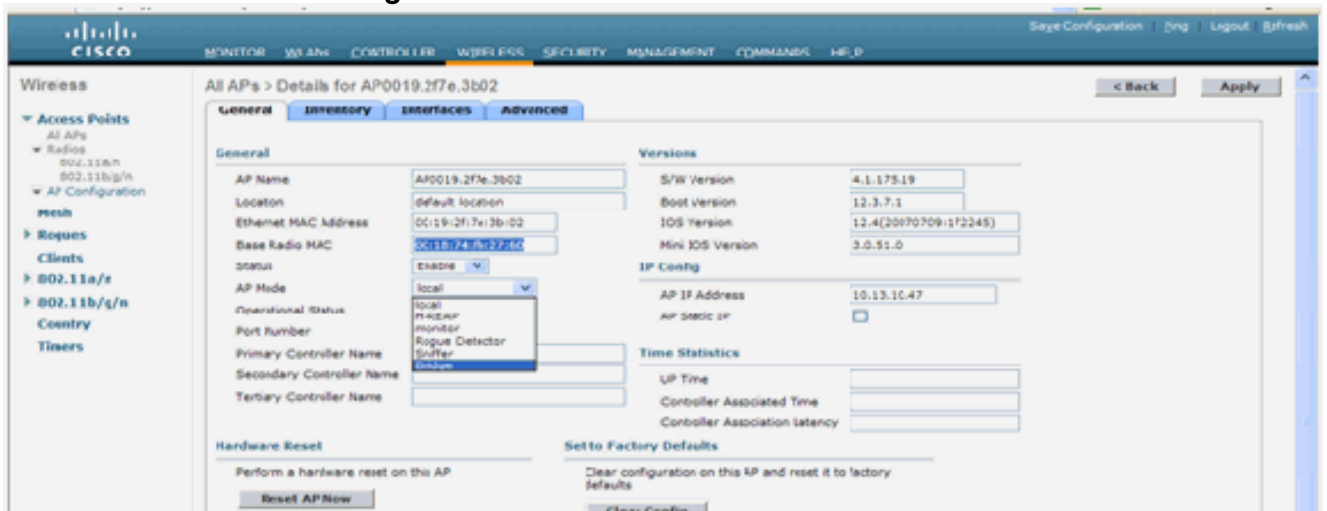 Save Configuration | Ping | Logout | Refresh
CISCO
MONITOR WLANs CONTROLLER WIRELESS SECURITY MANAGEMENT COMMANDS HELP
Wireless
Access Points
All APs
Radios
802.11a/n
802.11b/g/n
AP Configuration
Mesh
Rogues
Clients
802.11a/n
802.11b/g/n
Country
Timers
All APs > Details for AP0019.2f7e.3b02
< Back
Apply
General Inventory Interfaces Advanced
General
AP Name AP0019.2f7e.3b02
Location default location
Ethernet MAC Address 00:19:2f:7e:3b:02
Base Radio MAC
Status Enable
AP Mode local
local
H-REAP
monitor
Rogue Detector
Sniffer
Bridge
Operational Status
Port Number
Primary Controller Name
Secondary Controller Name
Tertiary Controller Name
Versions
S/W Version 4.1.175.19
Boot Version 12.3.7.1
IOS Version
Mini IOS Version 3.0.51.0
IP Config
AP IP Address 10.13.10.47
AP Static IP
Time Statistics
UP Time
Controller Associated Time
Controller Association Latency
Hardware Reset
Perform a hardware reset on this AP
Reset AP Now
Set to Factory Defaults
Clear configuration on this AP and reset it to factory
defaults
Clear Config